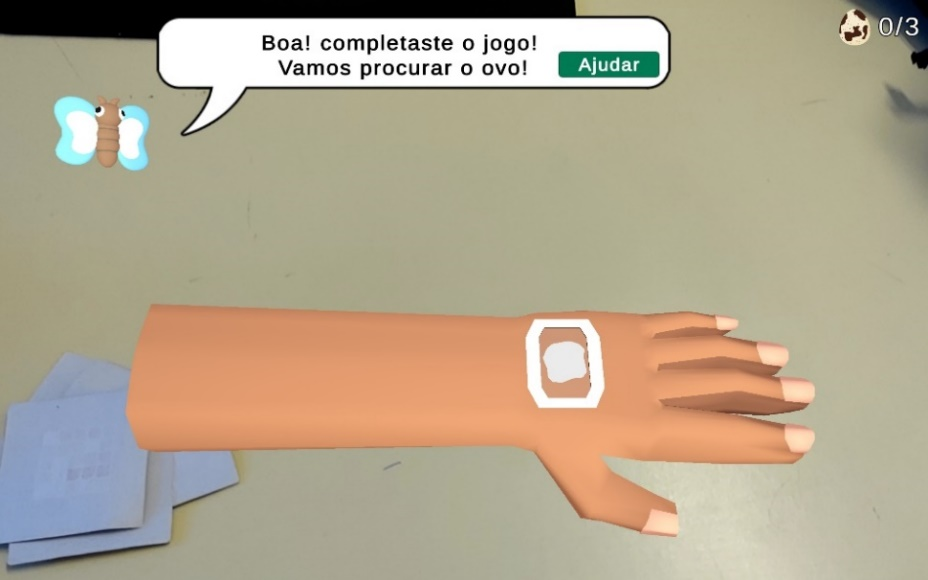 Boa! completaste o jogo!
Vamos procurar o ovo!
Ajudar
0/3